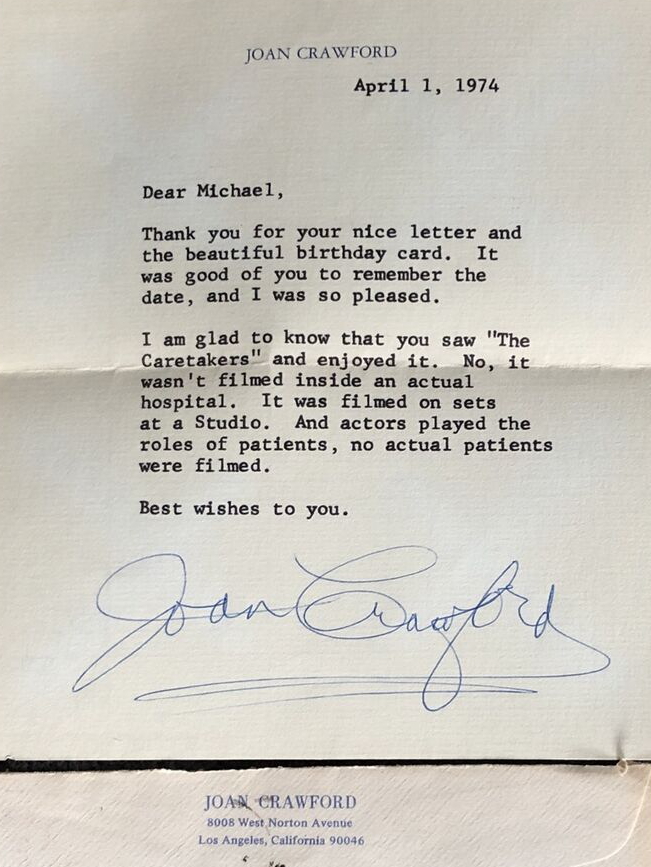 JOAN CRAWFORD
April 1, 1974
Dear Michael,
Thank you for your nice letter and
the beautiful birthday card.  It
was good of you to remember the
date, and I was so pleased.
I am glad to know that you saw "The
Caretakers" and enjoyed it.  No, it
wasn't filmed inside an actual
hospital.  It was filmed on sets
at a Studio.  And actors played the
roles of patients, no actual patients
were filmed.
Best wishes to you.
Joan Crawford
JOAN CRAWFORD
8008 West Norton Avenue
Los Angeles, California 90046